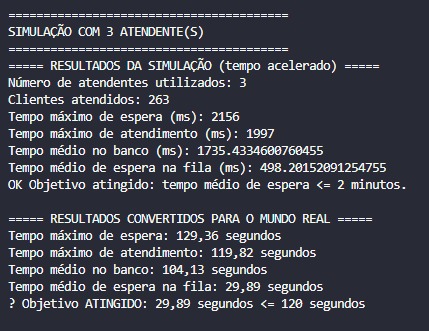 ========================================
SIMULAÇÃO COM 3 ATENDENTE(S)
========================================
===== RESULTADOS DA SIMULAÇÃO (tempo acelerado) =====
Número de atendentes utilizados: 3
Clientes atendidos: 263
Tempo máximo de espera (ms): 2156
Tempo máximo de atendimento (ms): 1997
Tempo médio no banco (ms): 1735.4334600760455
Tempo médio de espera na fila (ms): 498.20152091254755
OK Objetivo atingido: tempo médio de espera <= 2 minutos.

===== RESULTADOS CONVERTIDOS PARA O MUNDO REAL =====
Tempo máximo de espera: 129,36 segundos
Tempo máximo de atendimento: 119,82 segundos
Tempo médio no banco: 104,13 segundos
Tempo médio de espera na fila: 29,89 segundos
? Objetivo ATINGIDO: 29,89 segundos <= 120 segundos